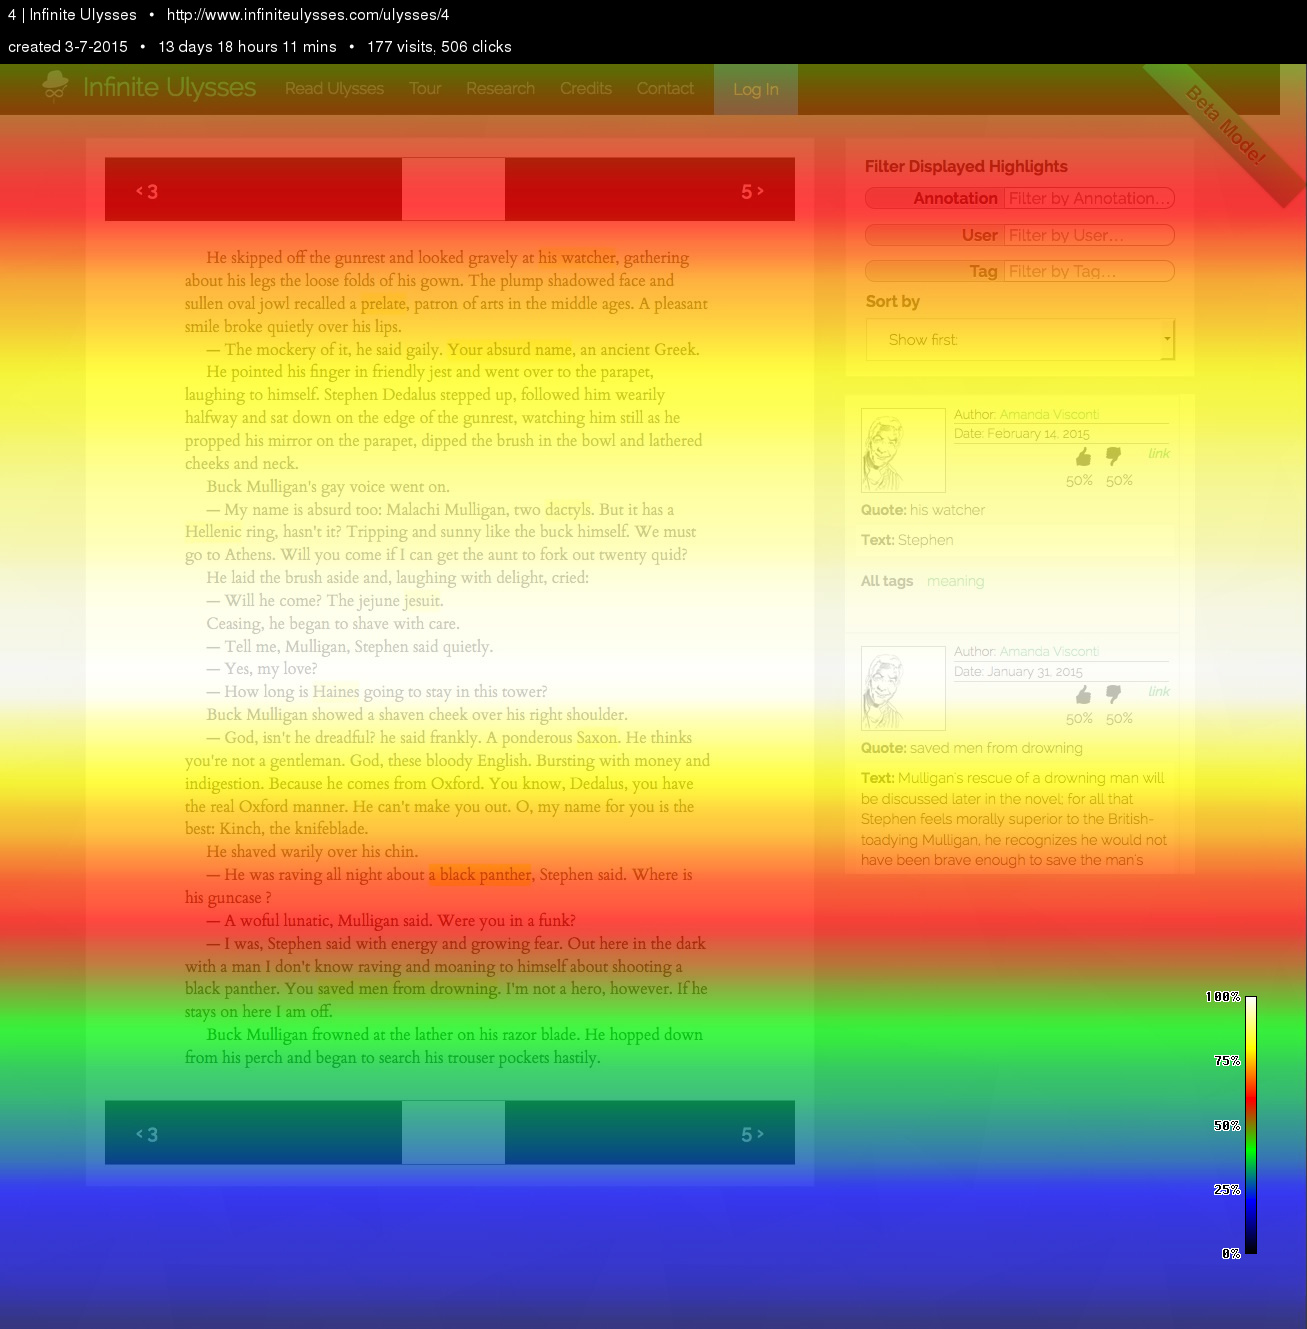 4 | Infinite Ulysses • http://www.infiniteulysses.com/ulysses/4
created 3-7-2015 • 13 days 18 hours 11 mins • 177 visits, 506 clicks
Infinite Ulysses Read Ulysses Tour Research Credits Contact Log In
Beta Mode!
‹ 3 5 ›
He skipped off the gunrest and looked gravely at his watcher, gathering
about his legs the loose folds of his gown. The plump shadowed face and
sullen oval jowl recalled a prelate, patron of arts in the middle ages. A pleasant
smile broke quietly over his lips.
— The mockery of it, he said gaily. Your absurd name, an ancient Greek.
He pointed his finger in friendly jest and went over to the parapet,
laughing to himself. Stephen Dedalus stepped up, followed him wearily
halfway and sat down on the edge of the gunrest, watching him still as he
propped his mirror on the parapet, dipped the brush in the bowl and lathered
cheeks and neck.
Buck Mulligan's gay voice went on.
— My name is absurd too: Malachi Mulligan, two dactyls. But it has a
Hellenic ring, hasn't it? Tripping and sunny like the buck himself. We must
go to Athens. Will you come if I can get the aunt to fork out twenty quid?
He laid the brush aside and, laughing with delight, cried:
— Will he come? The jejune jesuit.
Ceasing, he began to shave with care.
— Tell me, Mulligan, Stephen said quietly.
— Yes, my love?
— How long is Haines going to stay in this tower?
Buck Mulligan showed a shaven cheek over his right shoulder.
— God, isn't he dreadful? he said frankly. A ponderous Saxon. He thinks
you're not a gentleman. God, these bloody English. Bursting with money and
indigestion. Because he comes from Oxford. You know, Dedalus, you have
the real Oxford manner. He can't make you out. O, my name for you is the
best: Kinch, the knifeblade.
He shaved warily over his chin.
— He was raving all night about a black panther, Stephen said. Where is
his guncase ?
— A woful lunatic, Mulligan said. Were you in a funk?
— I was, Stephen said with energy and growing fear. Out here in the dark
with a man I don't know raving and moaning to himself about shooting a
black panther. You saved men from drowning. I'm not a hero, however. If he
stays on here I am off.
Buck Mulligan frowned at the lather on his razor blade. He hopped down
from his perch and began to search his trouser pockets hastily.
‹ 3 5 ›
Filter Displayed Highlights
Annotation Filter by Annotation...
User Filter by User...
Tag Filter by Tag...
Sort by
Show first:
Author: Amanda Visconti
Date: February 14, 2015
link
50% 50%
Quote: his watcher
Text: Stephen
All tags meaning
Author: Amanda Visconti
Date: January 31, 2015
link
50% 50%
Quote: saved men from drowning
Text: Mulligan's rescue of a drowning man will
be discussed later in the novel; for all that
Stephen feels morally superior to the British-
toadying Mulligan, he recognizes he would not
have been brave enough to save the man's
100%
75%
50%
25%
0%